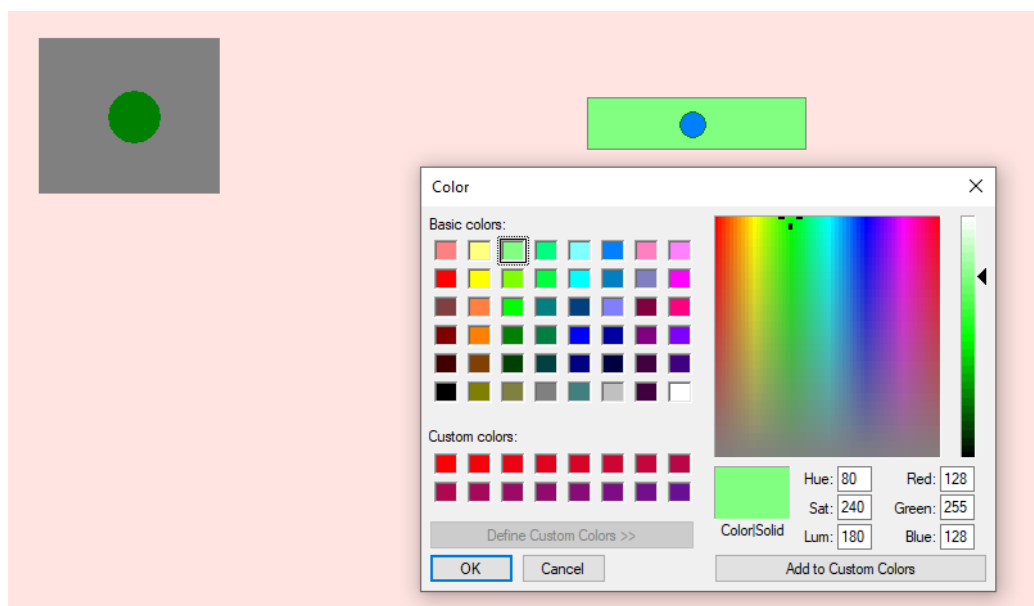 Color
Basic colors:
Custom colors:
Define Custom Colors >>
OK Cancel
Color|Solid
Hue: 80 Red: 128
Sat: 240 Green: 255
Lum: 180 Blue: 128
Add to Custom Colors